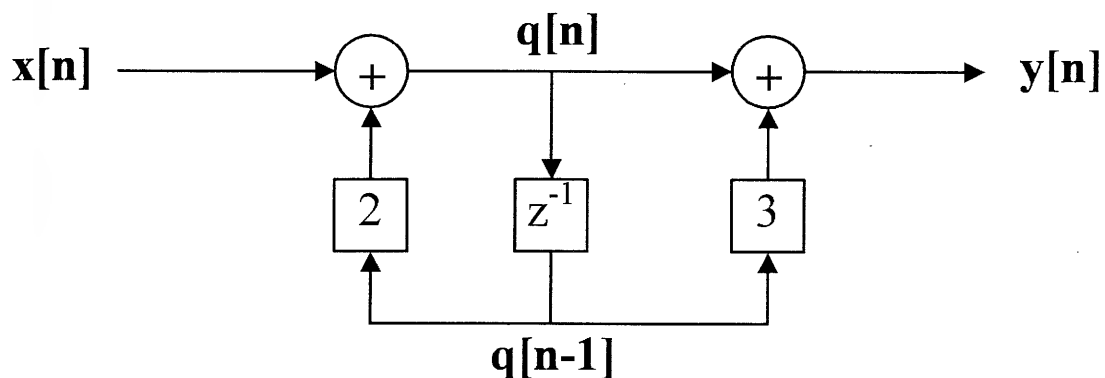 q[n]
x[n] + + y[n]
2 z⁻¹ 3
q[n-1]